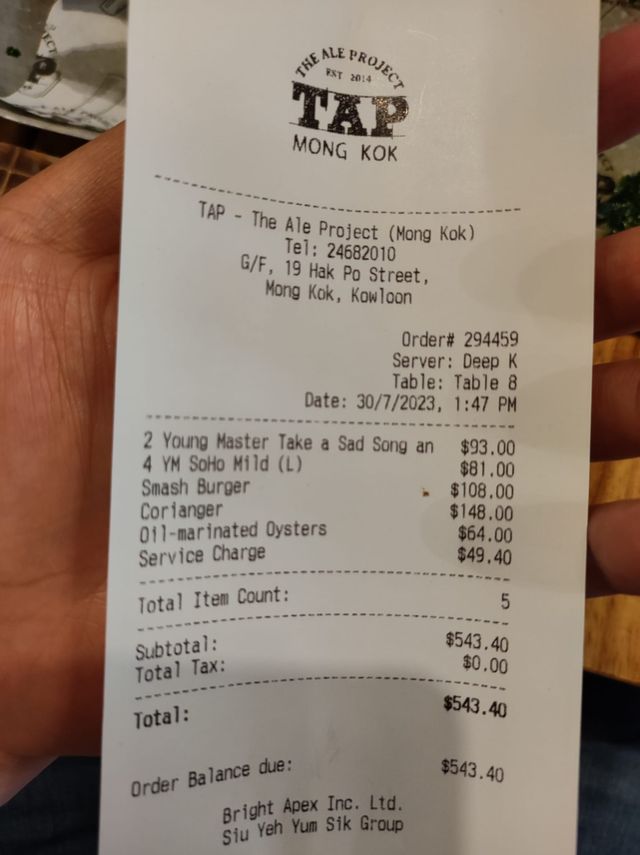 THE ALE PROJECT
EST 2014
TAP
MONG KOK
TAP - The Ale Project (Mong Kok)
Tel: 24682010
G/F, 19 Hak Po Street,
Mong Kok, Kowloon
Order# 294459
Server: Deep K
Table: Table 8
Date: 30/7/2023, 1:47 PM
2 Young Master Take a Sad Song an $93.00
4 YM SoHo Mild (L) $81.00
Smash Burger $108.00
Corianger $148.00
Oil-marinated Oysters $64.00
Service Charge $49.40
Total Item Count: 5
Subtotal: $543.40
Total Tax: $0.00
Total: $543.40
Order Balance due: $543.40
Bright Apex Inc. Ltd.
Siu Yeh Yum Sik Group